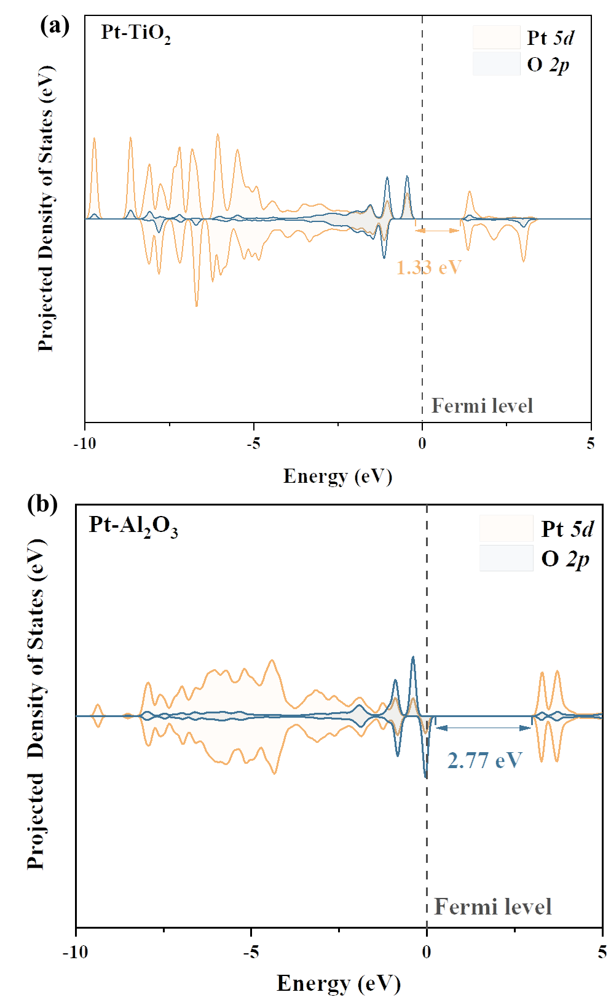 (a)
Pt-TiO₂
Pt 5d
O 2p
Projected Density of States (eV)
1.33 eV
Fermi level
-10
-5
0
5
Energy (eV)
(b)
Pt-Al₂O₃
Pt 5d
O 2p
Projected Density of States (eV)
2.77 eV
Fermi level
-10
-5
0
5
Energy (eV)